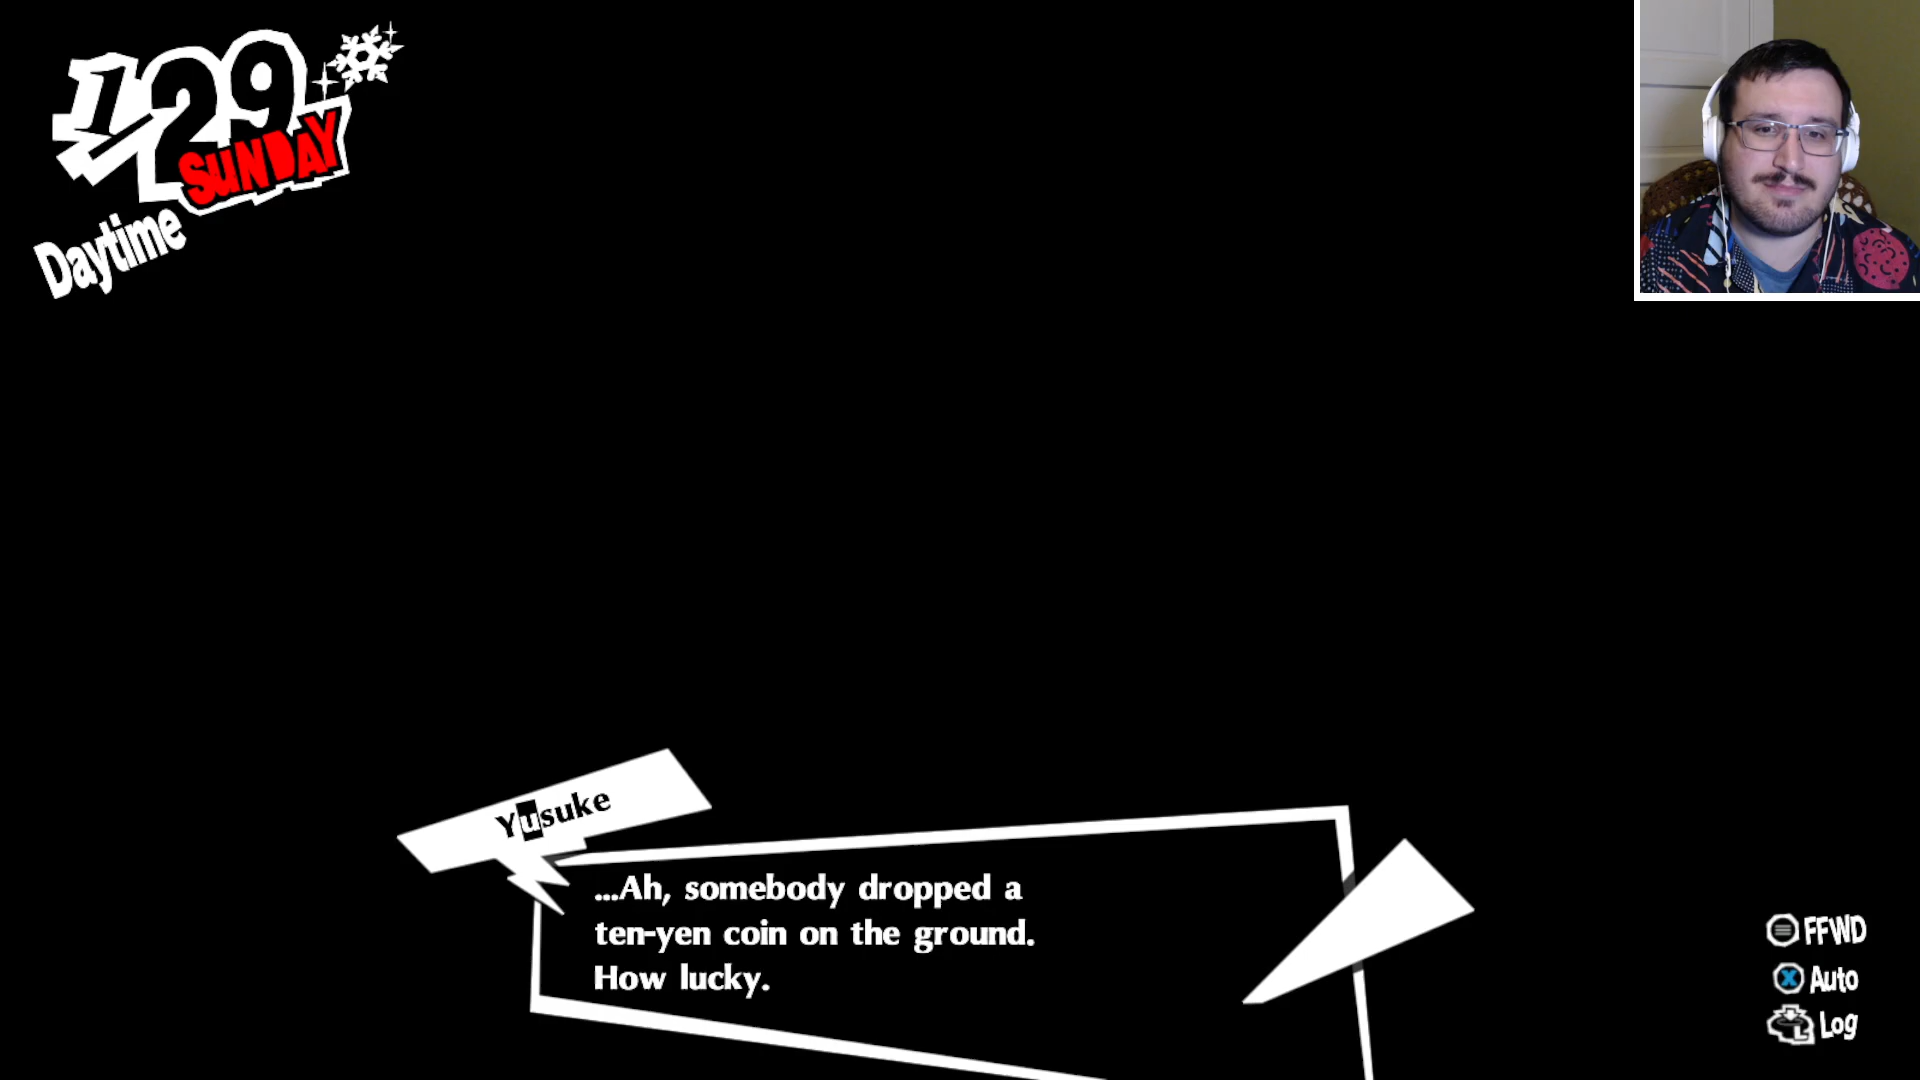 1/29
SUNDAY
Daytime
Yusuke
...Ah, somebody dropped a
ten-yen coin on the ground.
How lucky.
FFWD
X Auto
L Log